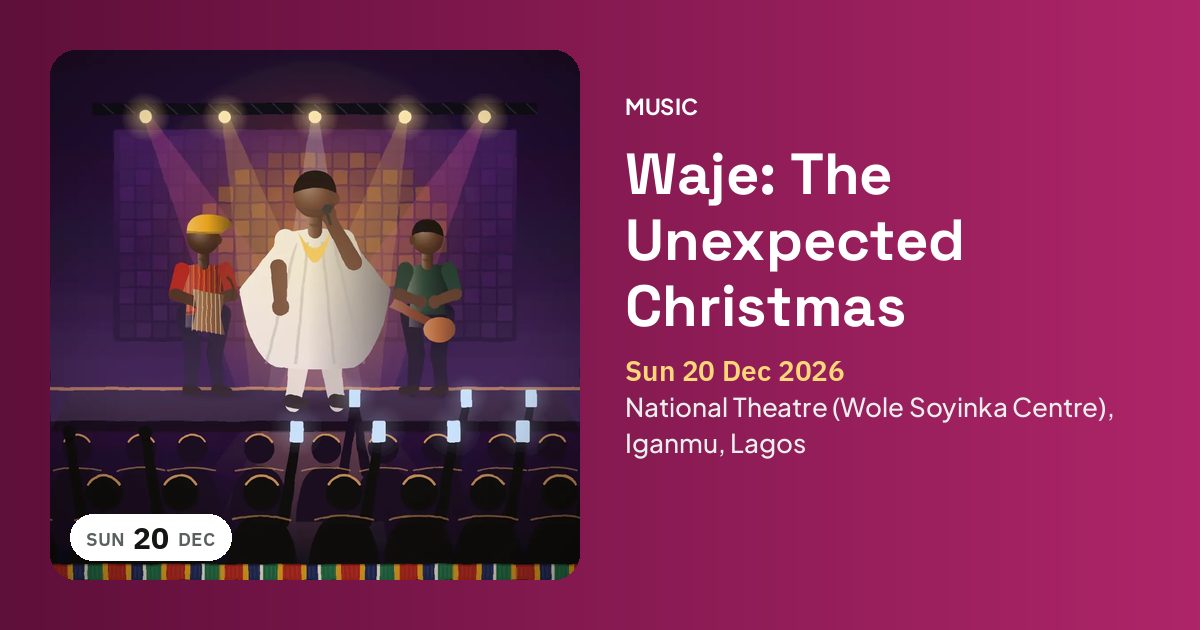 MUSIC
Waje: The
Unexpected
Christmas
Sun 20 Dec 2026
National Theatre (Wole Soyinka Centre),
Iganmu, Lagos
SUN 20 DEC